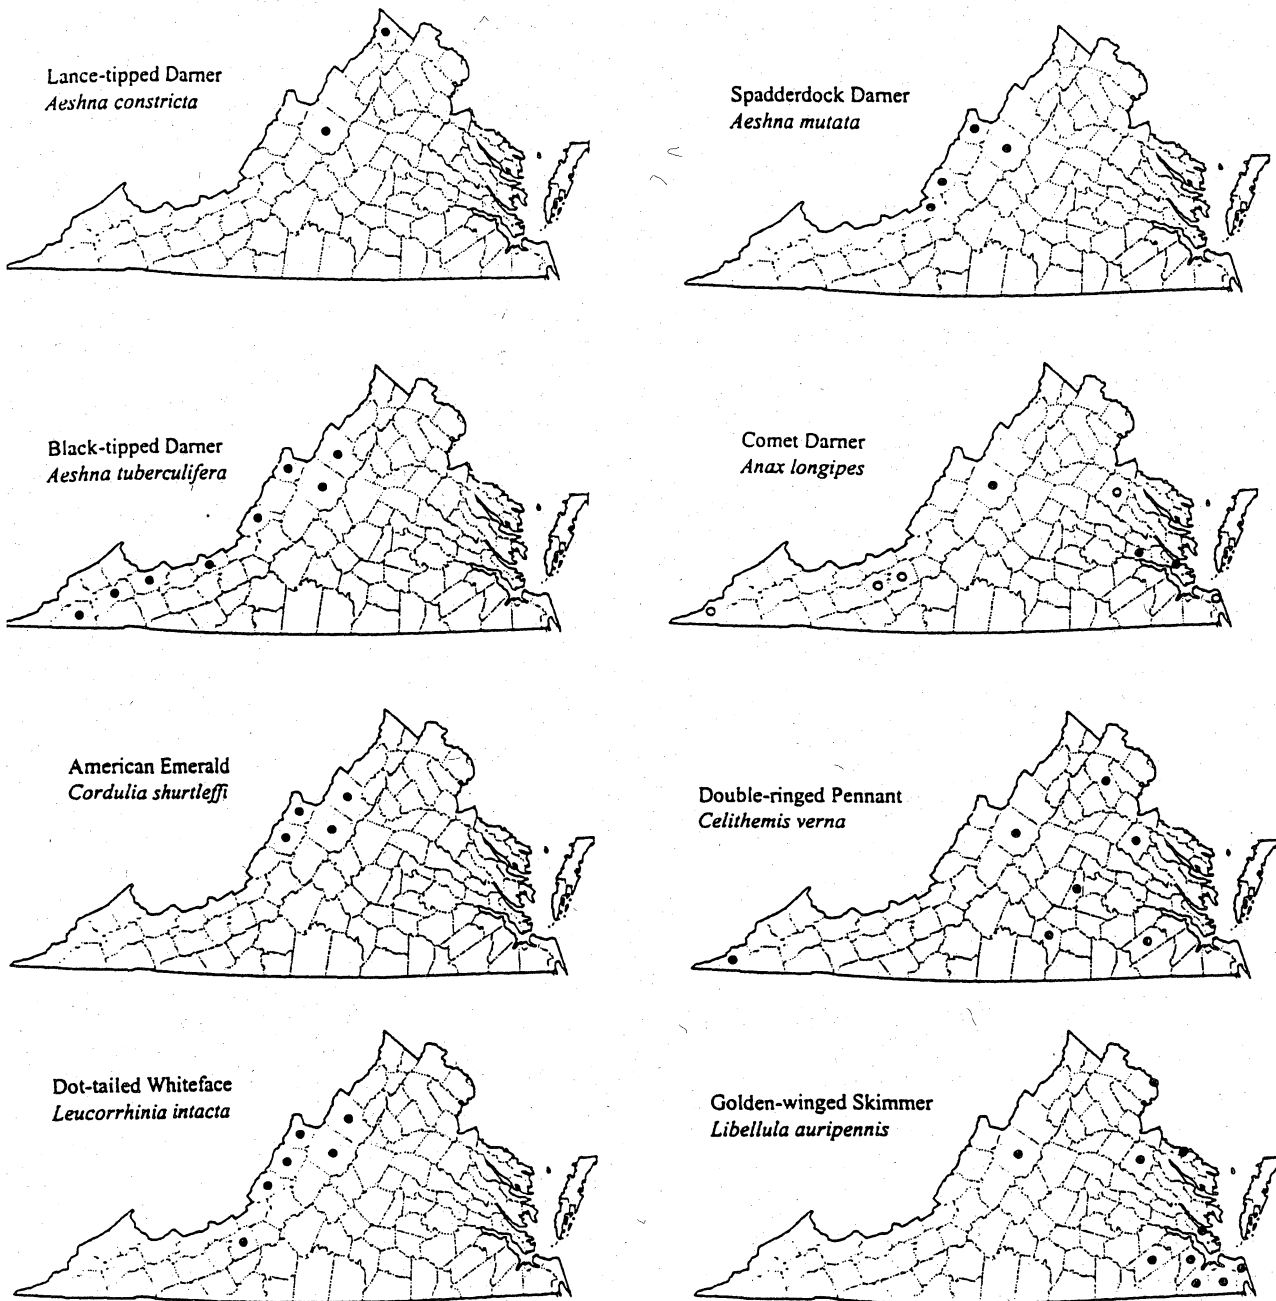 Lance-tipped Darner
Aeshna constricta
Spadderdock Darner
Aeshna mutata
Black-tipped Darner
Aeshna tuberculifera
Comet Darner
Anax longipes
American Emerald
Cordulia shurtleffi
Double-ringed Pennant
Celithemis verna
Dot-tailed Whiteface
Leucorrhinia intacta
Golden-winged Skimmer
Libellula auripennis